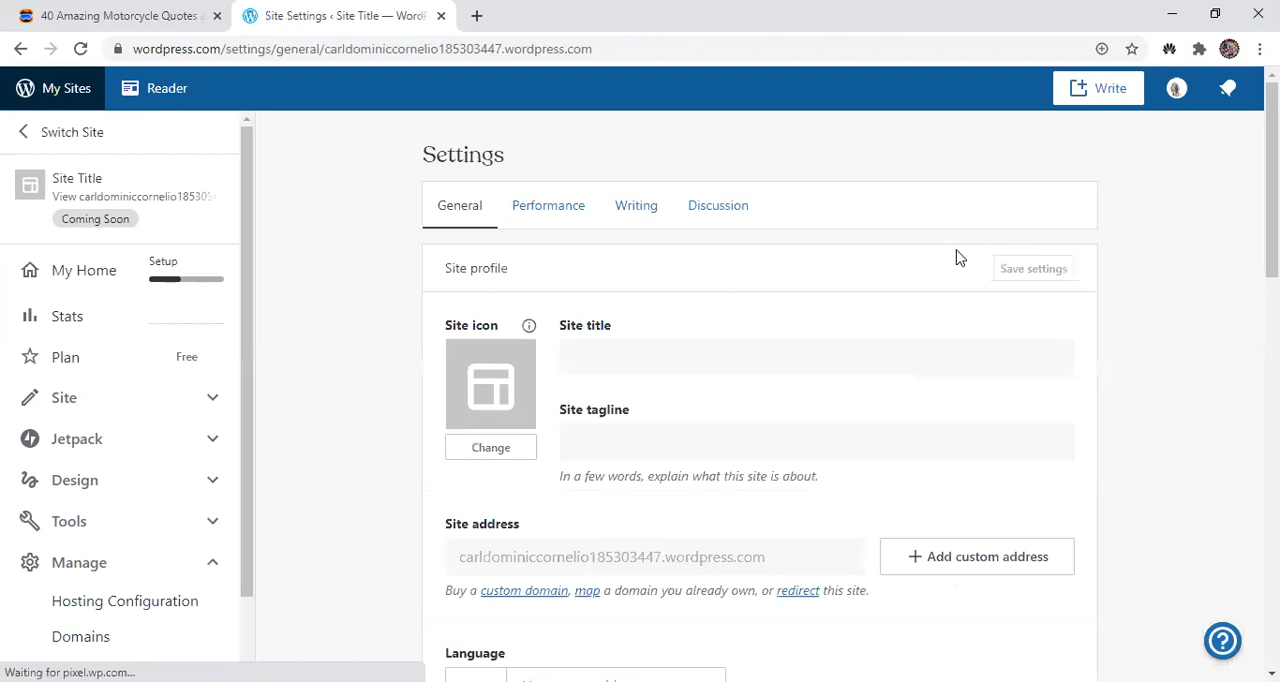 40 Amazing Motorcycle Quotes a
Site Settings ‹ Site Title — WordP
wordpress.com/settings/general/carldominiccornelio185303447.wordpress.com
My Sites
Reader
Write
Switch Site
Site Title
View carldominiccornelio185303
Coming Soon
My Home
Setup
Stats
Plan
Free
Site
Jetpack
Design
Tools
Manage
Hosting Configuration
Domains
Settings
General
Performance
Writing
Discussion
Site profile
Save settings
Site icon
Site title
Change
Site tagline
In a few words, explain what this site is about.
Site address
carldominiccornelio185303447.wordpress.com
+ Add custom address
Buy a custom domain, map a domain you already own, or redirect this site.
Language
Waiting for pixel.wp.com...